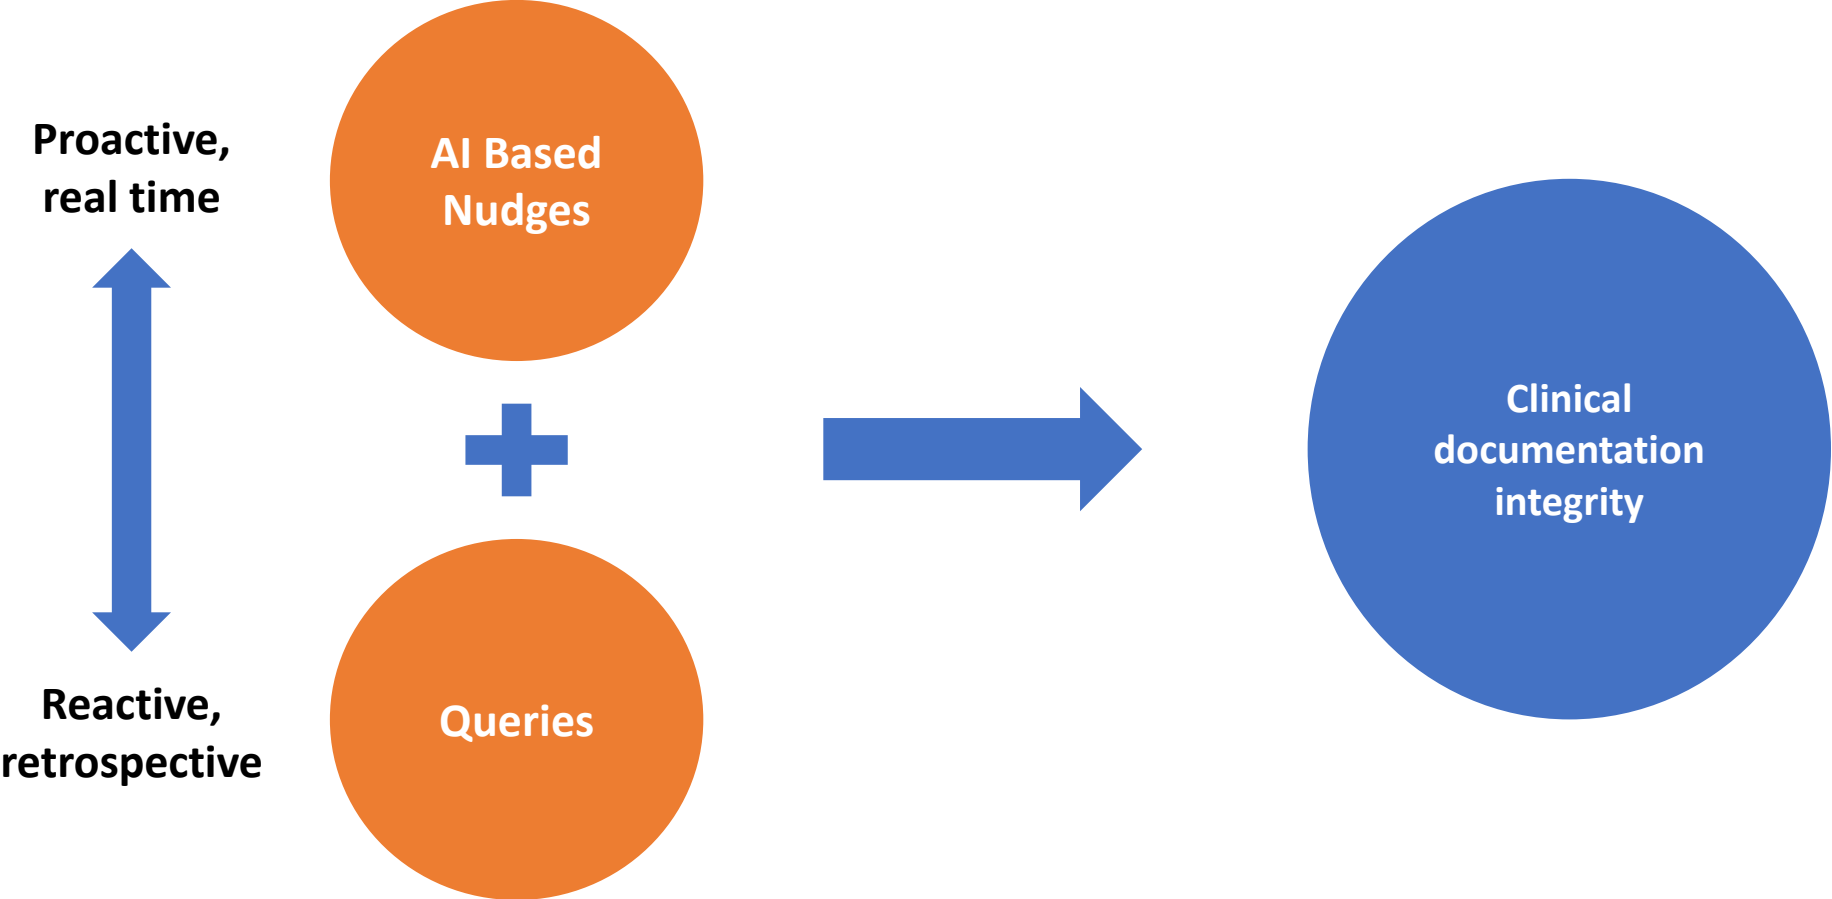 Proactive,
real time
AI Based
Nudges
Clinical
documentation
integrity
Reactive,
retrospective
Queries